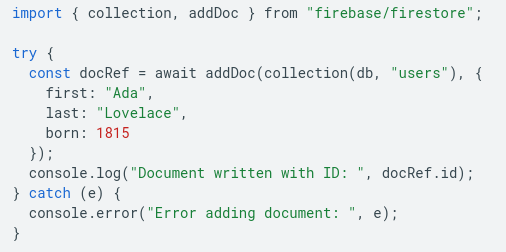 import { collection, addDoc } from "firebase/firestore";

try {
  const docRef = await addDoc(collection(db, "users"), {
    first: "Ada",
    last: "Lovelace",
    born: 1815
  });
  console.log("Document written with ID: ", docRef.id);
} catch (e) {
  console.error("Error adding document: ", e);
}